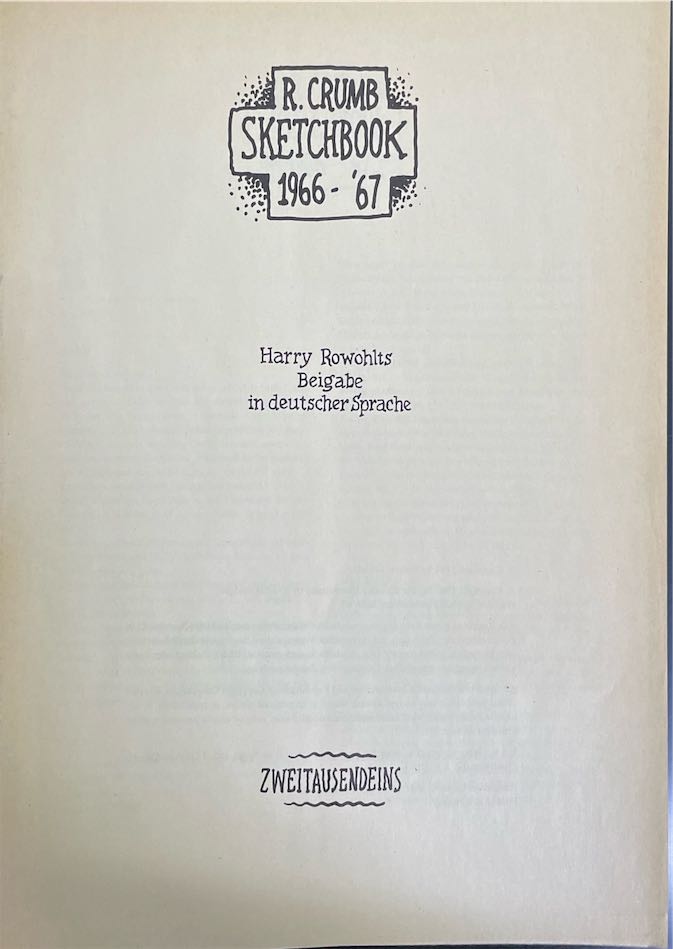 R. CRUMB
SKETCHBOOK
1966 - '67
Harry Rowohlts
Beigabe
in deutscher Sprache
ZWEITAUSENDEINS